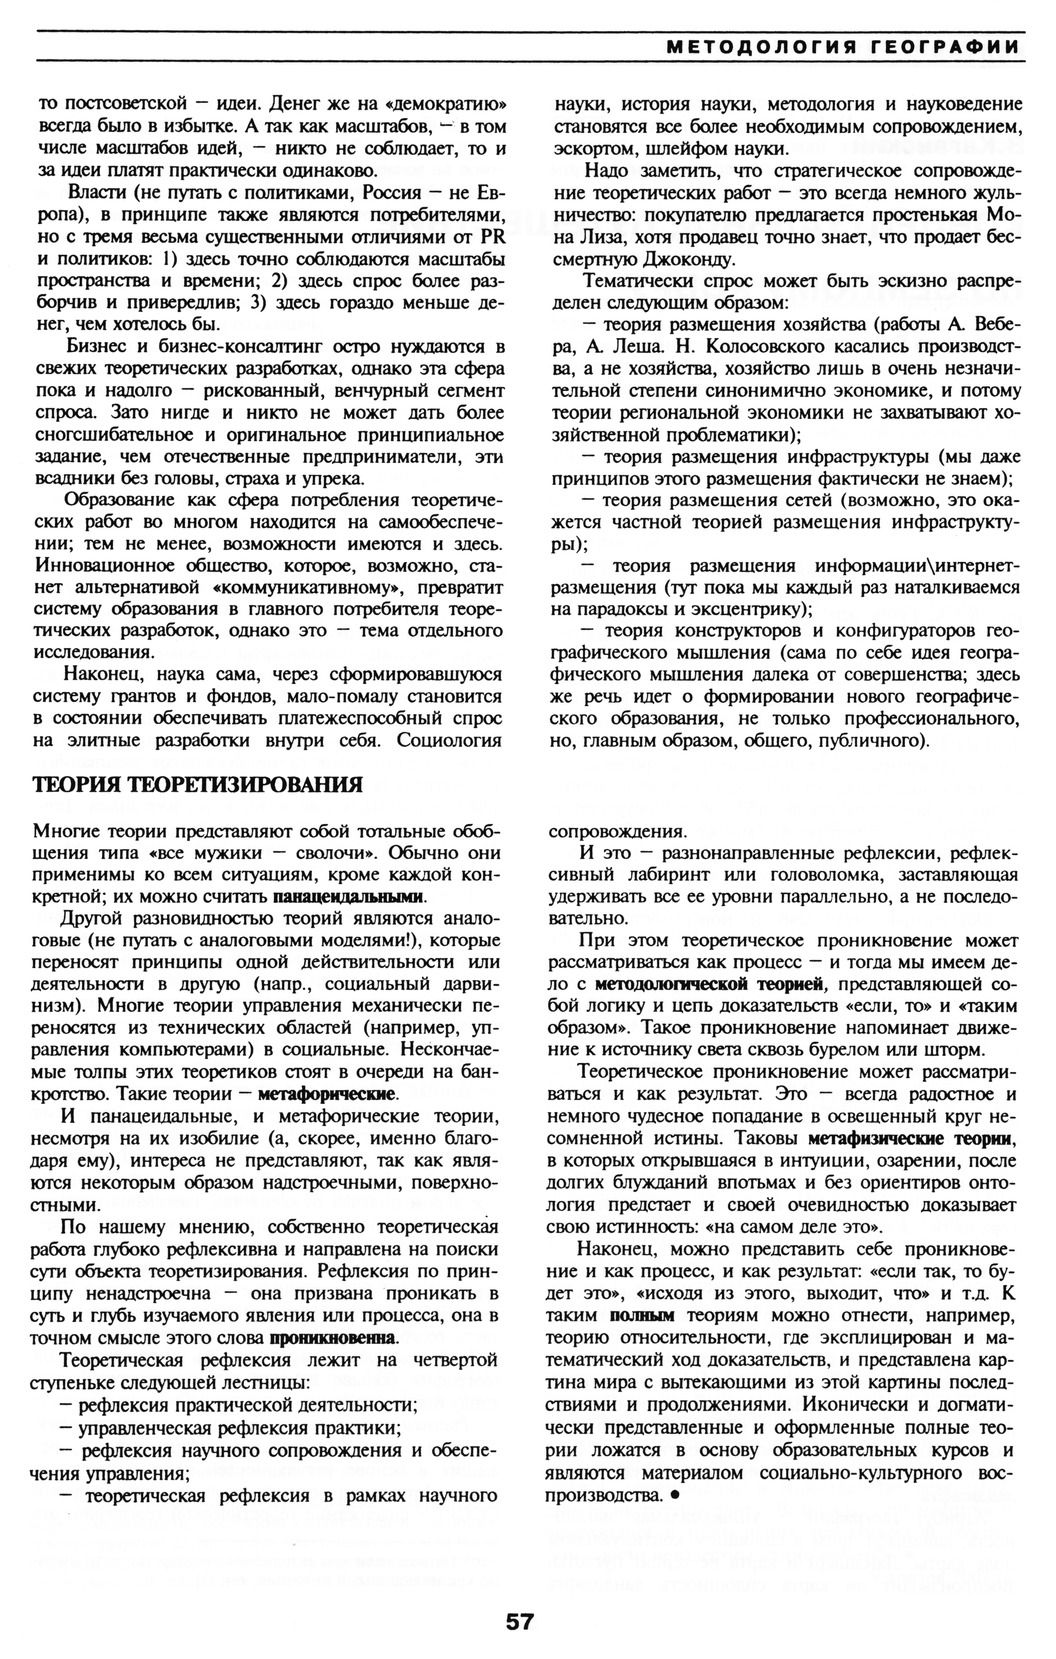 МЕТОДОЛОГИЯ ГЕОГРАФИИ
то постсоветской — идеи. Денег же на «демократию»
всегда было в избытке. А так как масштабов, — в том
числе масштабов идей, — никто не соблюдает, то и
за идеи платят практически одинаково.
Власти (не путать с политиками, Россия — не Ев-
ропа), в принципе также являются потребителями,
но с тремя весьма существенными отличиями от PR
и политиков: 1) здесь точно соблюдаются масштабы
пространства и времени; 2) здесь спрос более раз-
борчив и привередлив; 3) здесь гораздо меньше де-
нег, чем хотелось бы.
Бизнес и бизнес-консалтинг остро нуждаются в
свежих теоретических разработках, однако эта сфера
пока и надолго — рискованный, венчурный сегмент
спроса. Зато нигде и никто не может дать более
сногсшибательное и оригинальное принципиальное
задание, чем отечественные предприниматели, эти
всадники без головы, страха и упрека.
Образование как сфера потребления теоретиче-
ских работ во многом находится на самообеспече-
нии; тем не менее, возможности имеются и здесь.
Инновационное общество, которое, возможно, ста-
нет альтернативой «коммуникативному», превратит
систему образования в главного потребителя теоре-
тических разработок, однако это — тема отдельного
исследования.
Наконец, наука сама, через сформировавшуюся
систему грантов и фондов, мало-помалу становится
в состоянии обеспечивать платежеспособный спрос
на элитные разработки внутри себя. Социология
науки, история науки, методология и науковедение
становятся все более необходимым сопровождением,
эскортом, шлейфом науки.
Надо заметить, что стратегическое сопровожде-
ние теоретических работ — это всегда немного жуль-
ничество: покупателю предлагается простенькая Мо-
на Лиза, хотя продавец точно знает, что продает бес-
смертную Джоконду.
Тематически спрос может быть эскизно распре-
делен следующим образом:
— теория размещения хозяйства (работы А. Вебе-
ра, А. Леша. Н. Колосовского касались производст-
ва, а не хозяйства, хозяйство лишь в очень незначи-
тельной степени синонимично экономике, и потому
теории региональной экономики не захватывают хо-
зяйственной проблематики);
— теория размещения инфраструктуры (мы даже
принципов этого размещения фактически не знаем);
— теория размещения сетей (возможно, это ока-
жется частной теорией размещения инфраструкту-
ры);
— теория размещения информации\интернет-
размещения (тут пока мы каждый раз наталкиваемся
на парадоксы и эксцентрику);
— теория конструкторов и конфигураторов гео-
графического мышления (сама по себе идея геогра-
фического мышления далека от совершенства; здесь
же речь идет о формировании нового географиче-
ского образования, не только профессионального,
но, главным образом, общего, публичного).
ТЕОРИЯ ТЕОРЕТИЗИРОВАНИЯ
Многие теории представляют собой тотальные обоб-
щения типа «все мужики — сволочи». Обычно они
применимы ко всем ситуациям, кроме каждой кон-
кретной; их можно считать панацеидальными.
Другой разновидностью теорий являются анало-
говые (не путать с аналоговыми моделями!), которые
переносят принципы одной действительности или
деятельности в другую (напр., социальный дарви-
низм). Многие теории управления механически пе-
реносятся из технических областей (например, уп-
равления компьютерами) в социальные. Нескончае-
мые толпы этих теоретиков стоят в очереди на бан-
кротство. Такие теории — метафорические.
И панацеидальные, и метафорические теории,
несмотря на их изобилие (а, скорее, именно благо-
даря ему), интереса не представляют, так как явля-
ются некоторым образом надстроечными, поверхно-
стными.
По нашему мнению, собственно теоретическая
работа глубоко рефлексивна и направлена на поиски
сути объекта теоретизирования. Рефлексия по прин-
ципу ненадстроечна — она призвана проникать в
суть и глубь изучаемого явления или процесса, она в
точном смысле этого слова проникновенна.
Теоретическая рефлексия лежит на четвертой
ступеньке следующей лестницы:
— рефлексия практической деятельности;
— управленческая рефлексия практики;
— рефлексия научного сопровождения и обеспе-
чения управления;
— теоретическая рефлексия в рамках научного
сопровождения.
И это — разнонаправленные рефлексии, рефлек-
сивный лабиринт или головоломка, заставляющая
удерживать все ее уровни параллельно, а не последо-
вательно.
При этом теоретическое проникновение может
рассматриваться как процесс — и тогда мы имеем де-
ло с методологической теорией, представляющей со-
бой логику и цепь доказательств «если, то» и «таким
образом». Такое проникновение напоминает движе-
ние к источнику света сквозь бурелом или шторм.
Теоретическое проникновение может рассматри-
ваться и как результат. Это — всегда радостное и
немного чудесное попадание в освещенный круг не-
сомненной истины. Таковы метафизические теории,
в которых открывшаяся в интуиции, озарении, после
долгих блужданий впотьмах и без ориентиров онто-
логия предстает и своей очевидностью доказывает
свою истинность: «на самом деле это».
Наконец, можно представить себе проникнове-
ние и как процесс, и как результат: «если так, то бу-
дет это», «исходя из этого, выходит, что» и т.д. К
таким полным теориям можно отнести, например,
теорию относительности, где эксплицирован и ма-
тематический ход доказательств, и представлена кар-
тина мира с вытекающими из этой картины послед-
ствиями и продолжениями. Иконически и догмати-
чески представленные и оформленные полные тео-
рии ложатся в основу образовательных курсов и
являются материалом социально-культурного вос-
производства. •
57